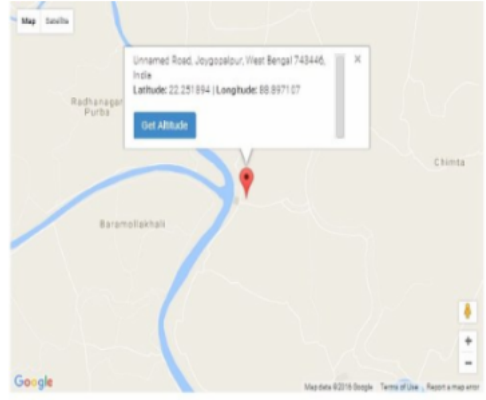 Map Satellite
Unnamed Road, Joygopalpur, West Bengal 743446,
India
Latitude: 22.251894 | Longitude: 88.897107
Get Altitude
Radhanagar
Purba
Chimta
Baramollakhali
Google
Map data ©2016 Google Terms of Use Report a map error